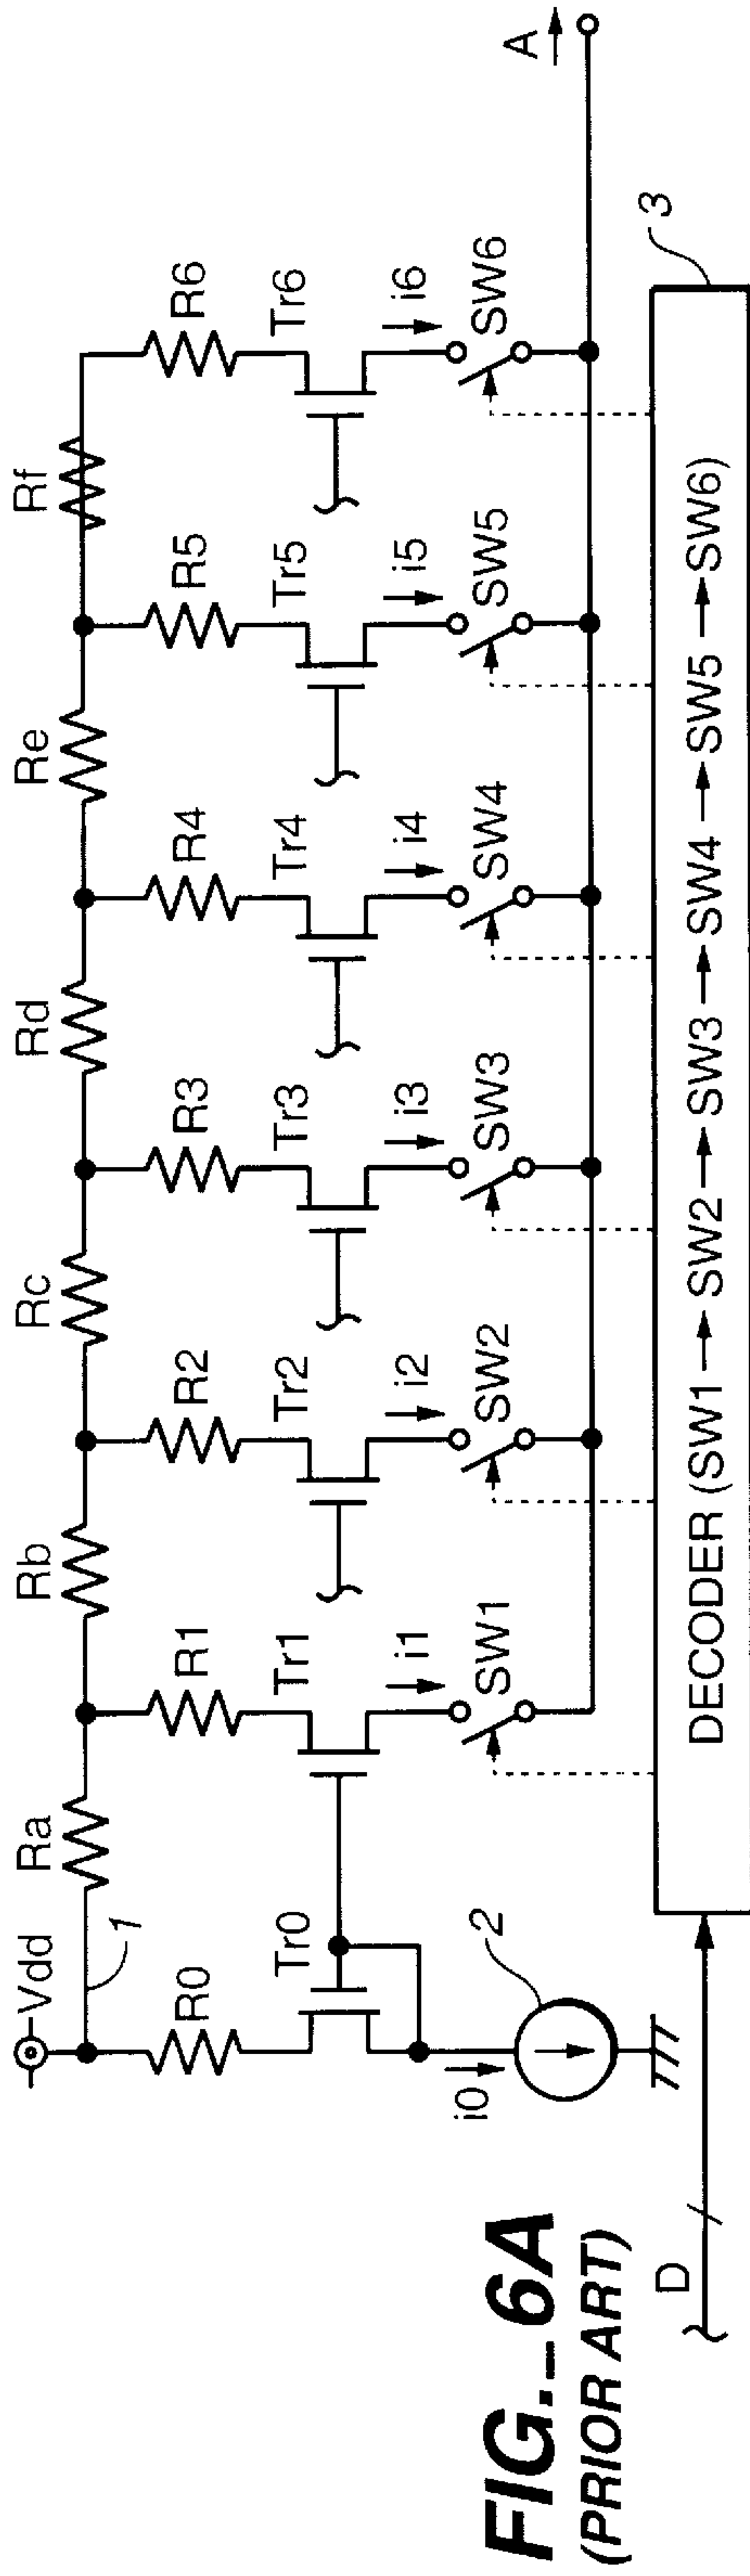 Vdd
1
Ra
Rb
Rc
Rd
Re
Rf
R0
R1
R2
R3
R4
R5
R6
Tr0
Tr1
Tr2
Tr3
Tr4
Tr5
Tr6
i0
i1
i2
i3
i4
i5
i6
2
SW1
SW2
SW3
SW4
SW5
SW6
A
3
D
DECODER (SW1→SW2→SW3→SW4→SW5→SW6)
FIG._6A
(PRIOR ART)